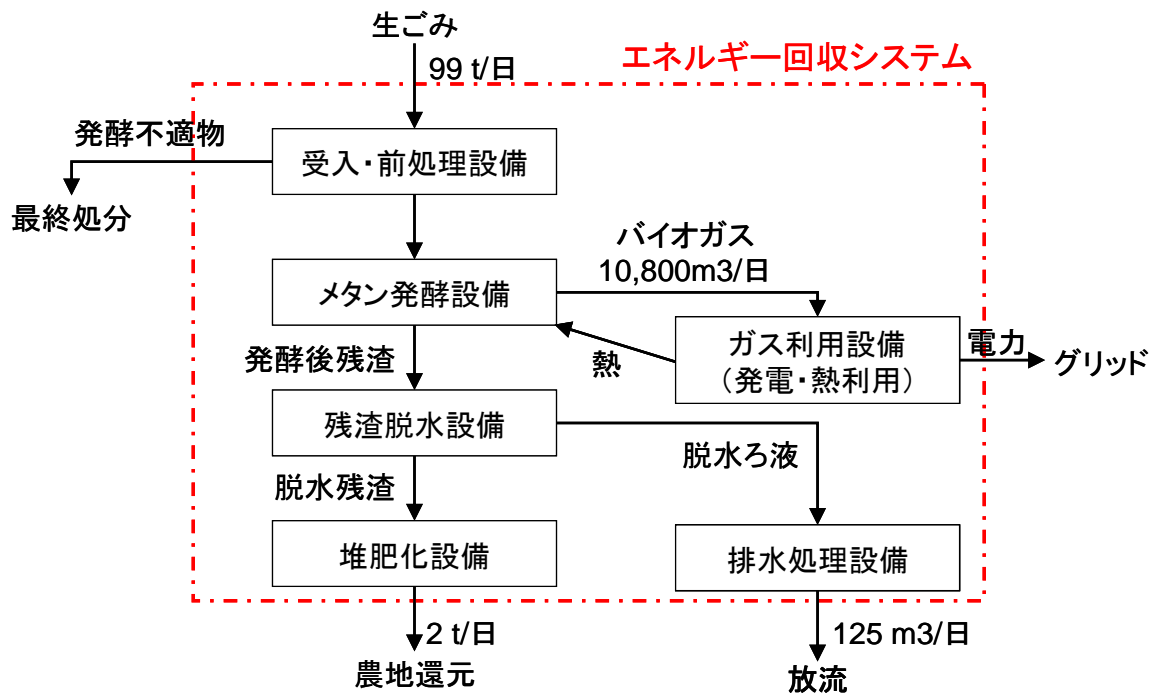 生ごみ
エネルギー回収システム
99 t/日
発酵不適物
受入・前処理設備
最終処分
バイオガス
10,800m3/日
メタン発酵設備
ガス利用設備
（発電・熱利用）
電力
グリッド
熱
発酵後残渣
残渣脱水設備
脱水ろ液
脱水残渣
堆肥化設備
排水処理設備
2 t/日
125 m3/日
農地還元
放流